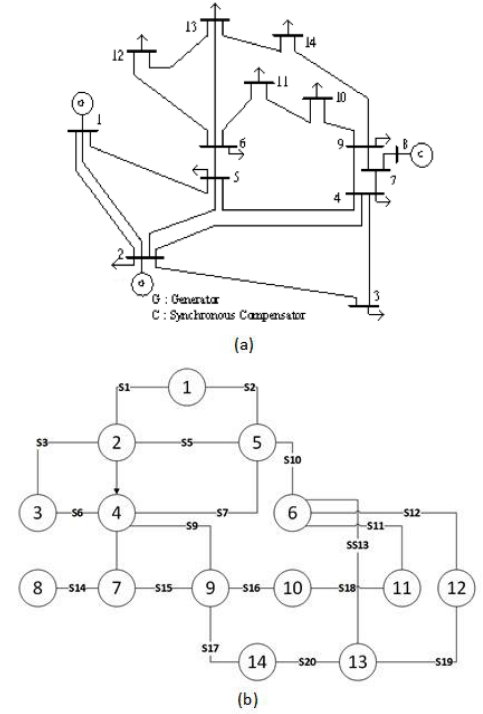 13
14
12
11
10
G
1
6
9
8
C
7
5
4
2
G
3
G : Generator
C : Synchronous Compensator
(a)
1
S1
S2
2
S5
5
S3
S10
3
S6
4
S7
6
S12
S9
S11
SS13
8
S14
7
S15
9
S16
10
S18
11
12
S17
14
S20
13
S19
(b)